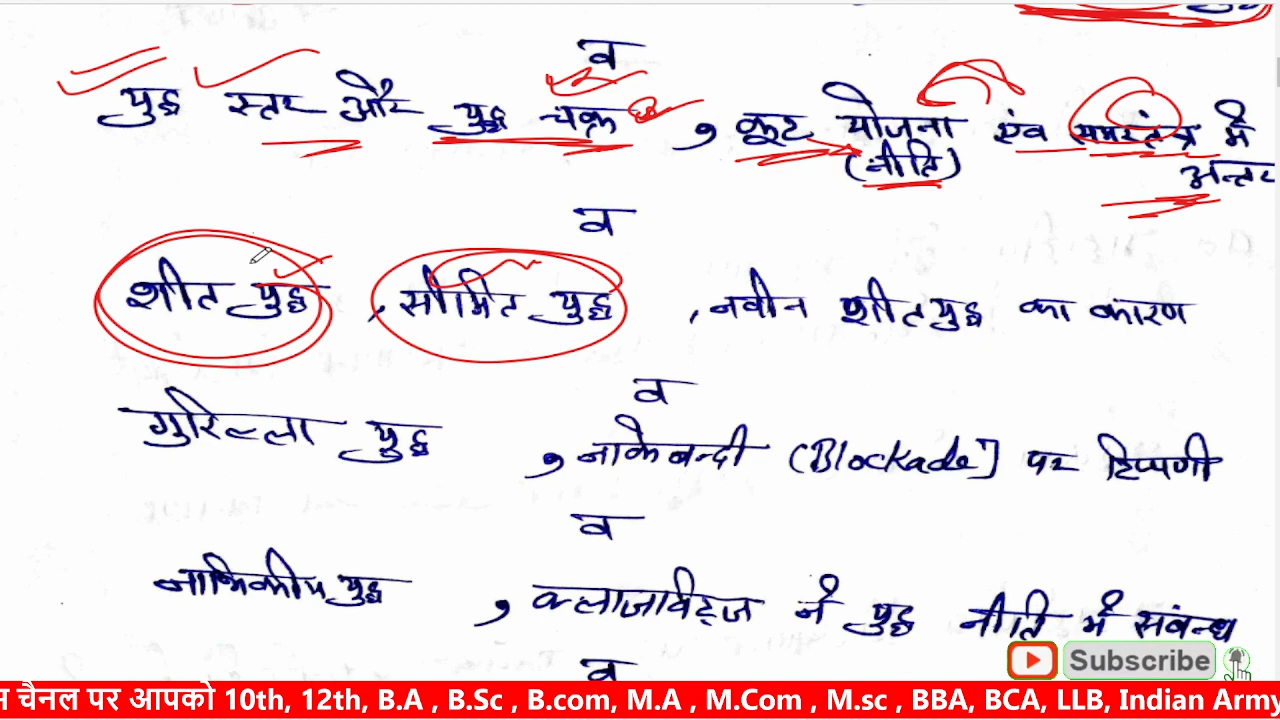 व
युद्ध स्तर और युद्ध चक्र , कूट योजना एंव समरतंत्र में
(नीति) अन्तर
व
शीत युद्ध , सीमित युद्ध , नवीन शीतयुद्ध का कारण
व
गुरिल्ला युद्ध , नाकेबन्दी (Blockade) पर टिप्पणी
व
नाभिकीय युद्ध , क्लाजविट्ज ने युद्ध नीति में संबन्ध
व
Subscribe
चैनल पर आपको 10th, 12th, B.A , B.Sc , B.com, M.A , M.Com , M.sc , BBA, BCA, LLB, Indian Army